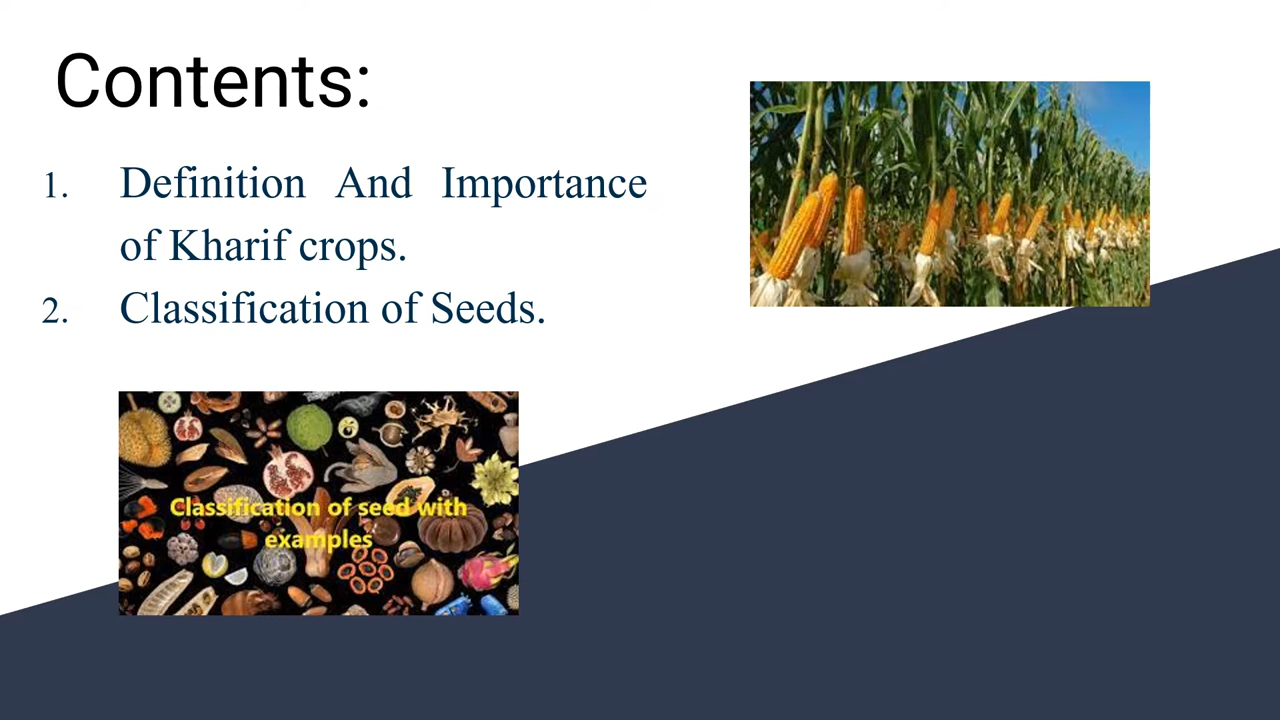 Contents:
1. Definition And Importance
of Kharif crops.
2. Classification of Seeds.
Classification of seed with
examples